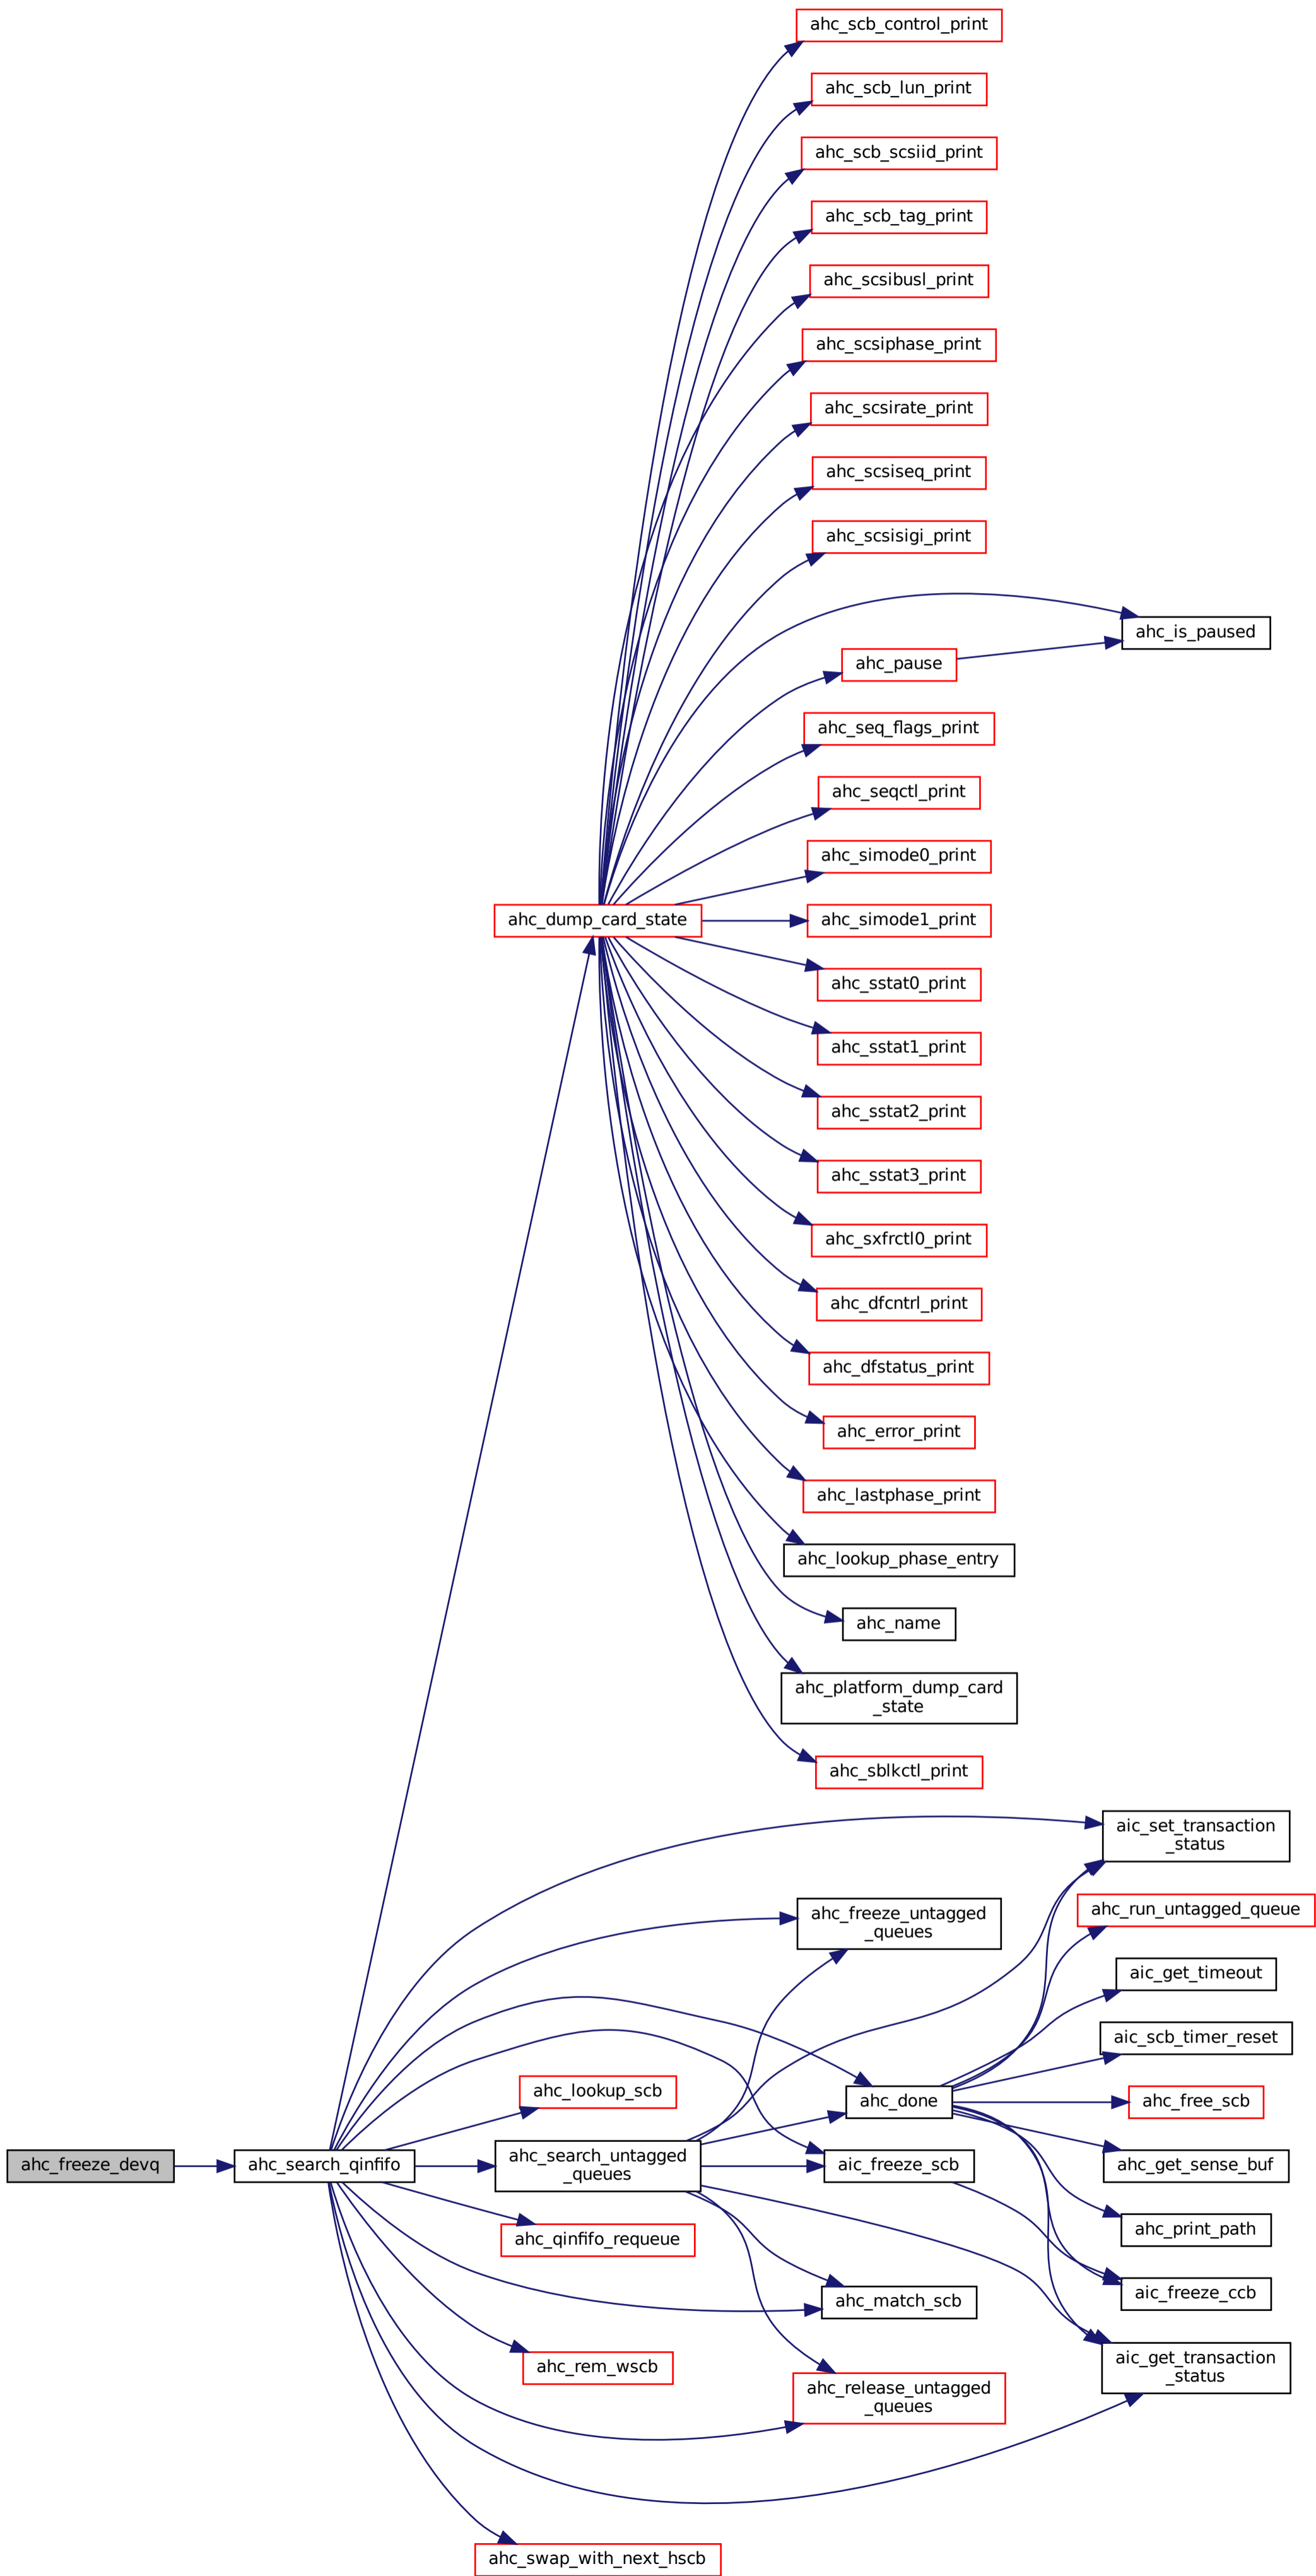 ahc_scb_control_print
ahc_scb_lun_print
ahc_scb_scsiid_print
ahc_scb_tag_print
ahc_scsibusl_print
ahc_scsiphase_print
ahc_scsirate_print
ahc_scsiseq_print
ahc_scsisigi_print
ahc_is_paused
ahc_pause
ahc_seq_flags_print
ahc_seqctl_print
ahc_simode0_print
ahc_dump_card_state
ahc_simode1_print
ahc_sstat0_print
ahc_sstat1_print
ahc_sstat2_print
ahc_sstat3_print
ahc_sxfrctl0_print
ahc_dfcntrl_print
ahc_dfstatus_print
ahc_error_print
ahc_lastphase_print
ahc_lookup_phase_entry
ahc_name
ahc_platform_dump_card
_state
ahc_sblkctl_print
aic_set_transaction
_status
ahc_freeze_untagged
_queues
ahc_run_untagged_queue
aic_get_timeout
aic_scb_timer_reset
ahc_lookup_scb
ahc_done
ahc_free_scb
ahc_freeze_devq
ahc_search_qinfifo
ahc_search_untagged
_queues
aic_freeze_scb
ahc_get_sense_buf
ahc_print_path
ahc_qinfifo_requeue
aic_freeze_ccb
ahc_match_scb
aic_get_transaction
_status
ahc_rem_wscb
ahc_release_untagged
_queues
ahc_swap_with_next_hscb